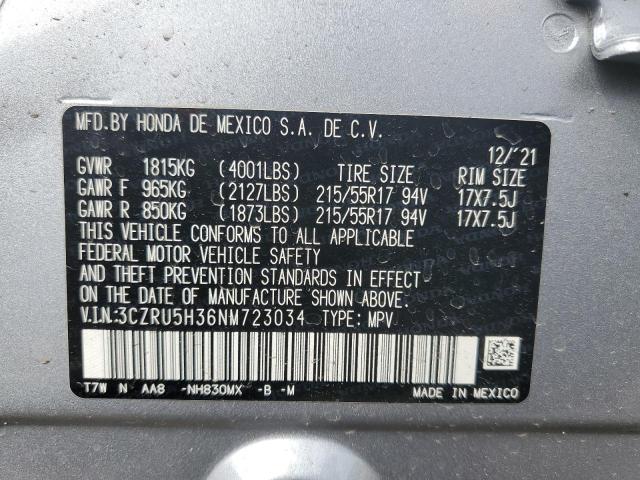 MFD.BY HONDA DE MEXICO S.A. DE C.V.
12/'21
GVWR 1815KG (4001LBS) TIRE SIZE RIM SIZE
GAWR F 965KG (2127LBS) 215/55R17 94V 17X7.5J
GAWR R 850KG (1873LBS) 215/55R17 94V 17X7.5J
THIS VEHICLE CONFORMS TO ALL APPLICABLE
FEDERAL MOTOR VEHICLE SAFETY
AND THEFT PREVENTION STANDARDS IN EFFECT
ON THE DATE OF MANUFACTURE SHOWN ABOVE.
V.I.N.:3CZRU5H36NM723034 TYPE: MPV
T7W N AA8 -NH830MX -B -M MADE IN MEXICO